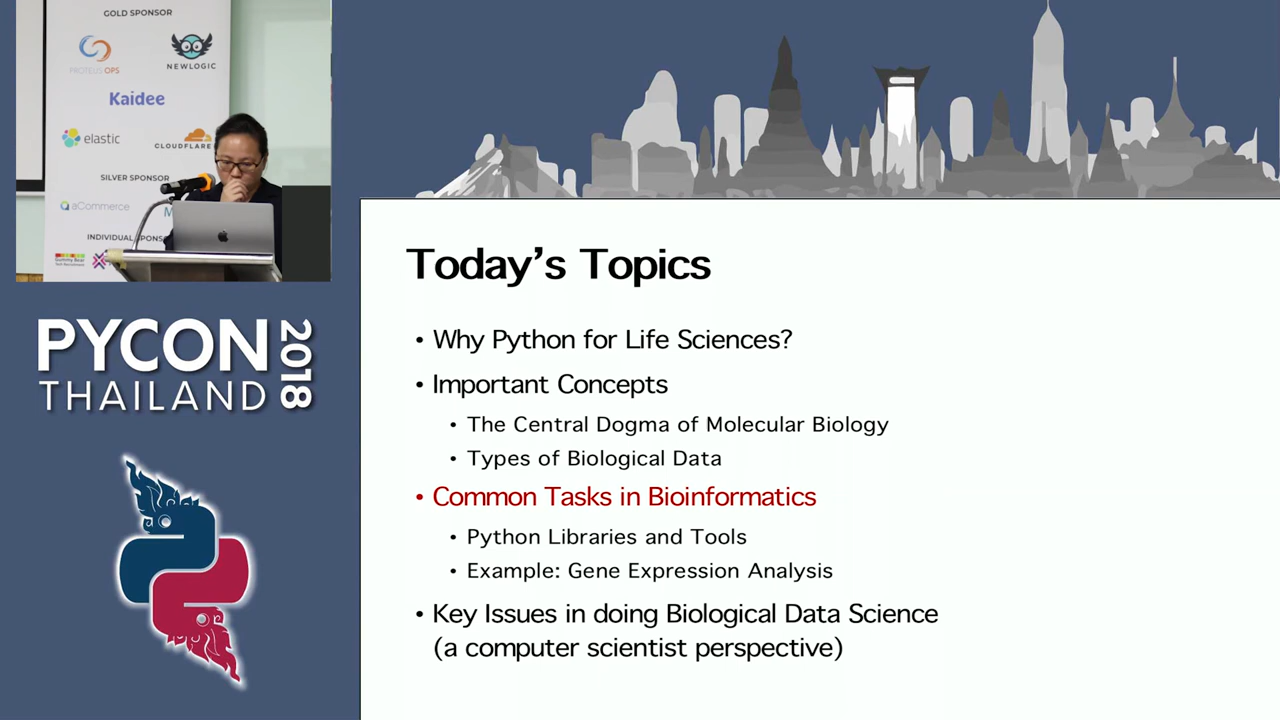 GOLD SPONSOR
PROTEUS OPS
NEWLOGIC
Kaidee
elastic
CLOUDFLARE
SILVER SPONSOR
aCommerce
INDIVIDUAL
PYCON
THAILAND
2018
Today's Topics
• Why Python for Life Sciences?
• Important Concepts
• The Central Dogma of Molecular Biology
• Types of Biological Data
• Common Tasks in Bioinformatics
• Python Libraries and Tools
• Example: Gene Expression Analysis
• Key Issues in doing Biological Data Science
(a computer scientist perspective)